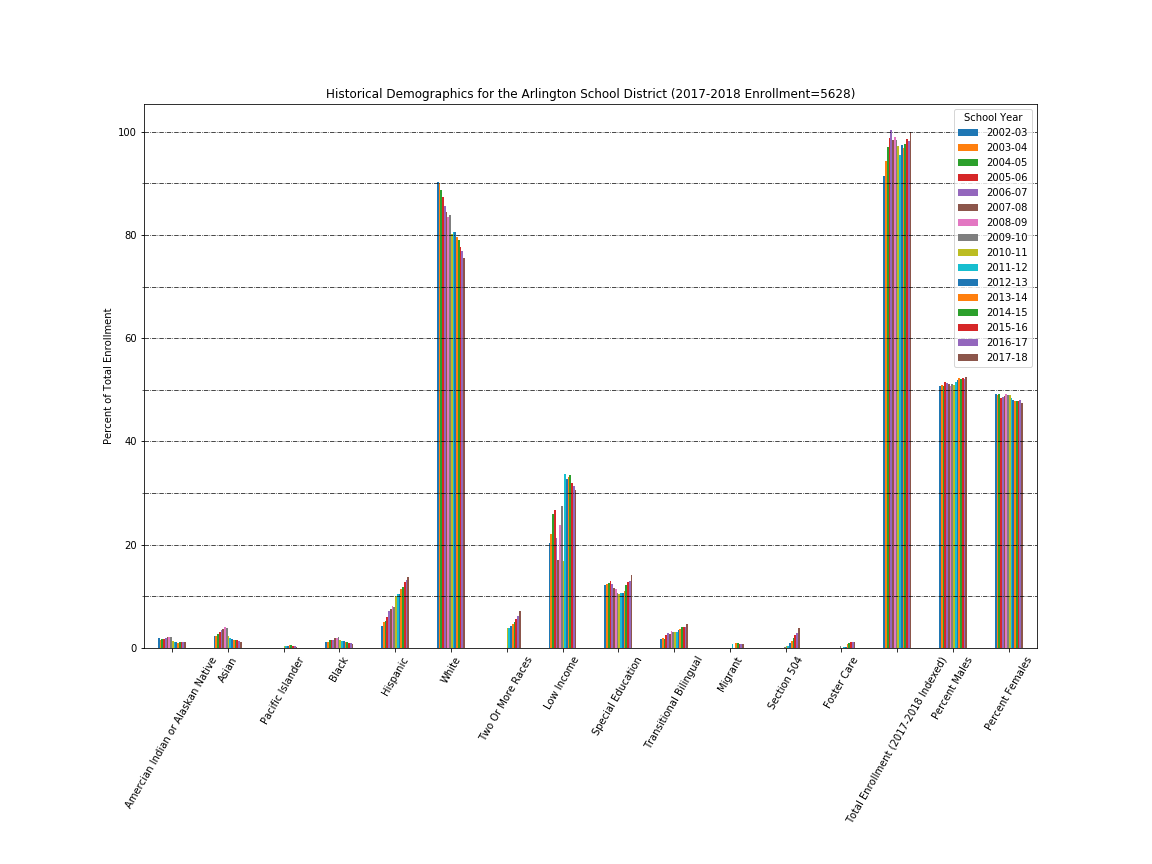 Historical Demographics for the Arlington School District (2017-2018 Enrollment=5628)
Percent of Total Enrollment
100
80
60
40
20
0
School Year
2002-03
2003-04
2004-05
2005-06
2006-07
2007-08
2008-09
2009-10
2010-11
2011-12
2012-13
2013-14
2014-15
2015-16
2016-17
2017-18
Amercian Indian or Alaskan Native
Asian
Pacific Islander
Black
Hispanic
White
Two Or More Races
Low Income
Special Education
Transitional Bilingual
Migrant
Section 504
Foster Care
Total Enrollment (2017-2018 Indexed)
Percent Males
Percent Females